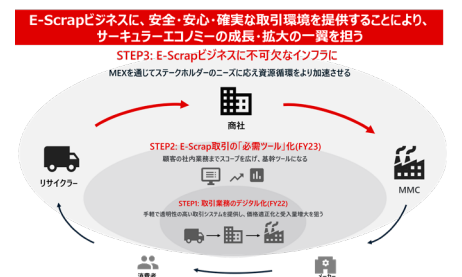 E-Scrapビジネスに、安全・安心・確実な取引環境を提供することにより、
サーキュラーエコノミーの成長・拡大の一翼を担う
STEP3: E-Scrapビジネスに不可欠なインフラに
MEXを通じてステークホルダーのニーズに応え資源循環をより加速させる
商社
STEP2: E-Scrap取引の「必需ツール」化(FY23)
顧客の社内業務までスコープを広げ、基幹ツールになる
リサイクラー
MMC
STEP1: 取引業務のデジタル化(FY22)
手軽で透明性の高い取引システムを提供し、価格適正化と受入量増大を狙う
消費者
メーカー